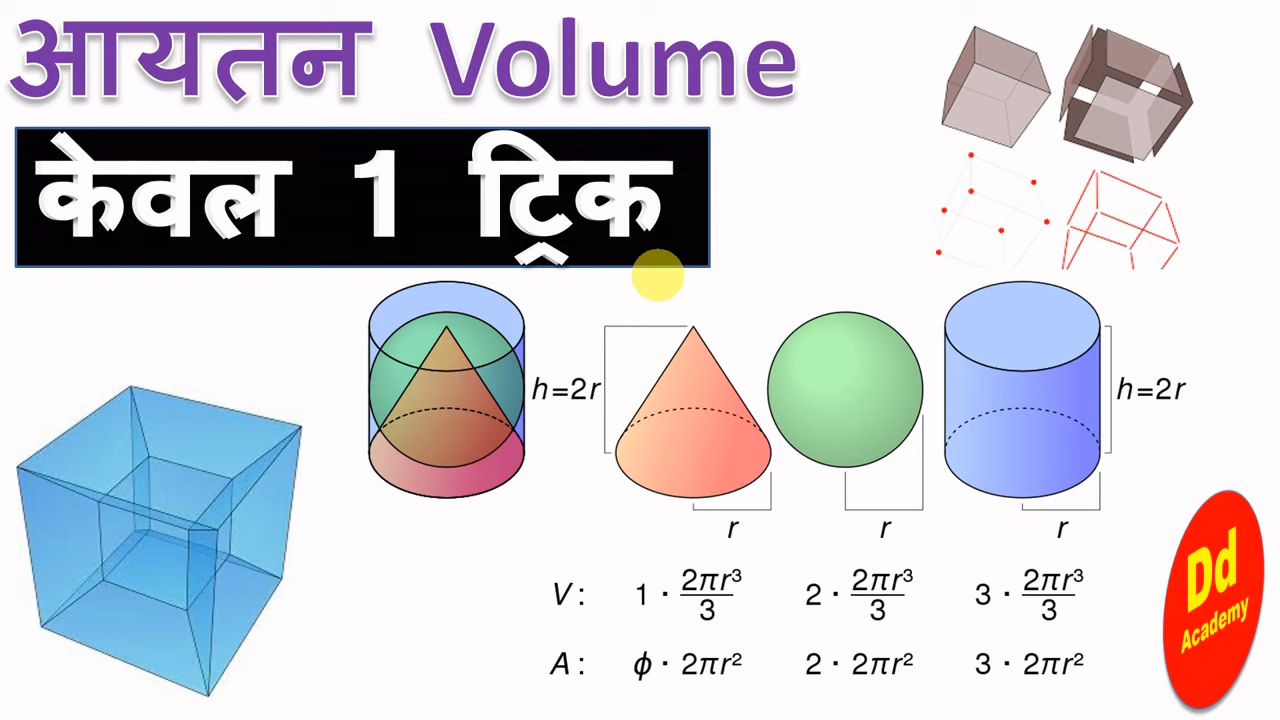 आयतन Volume
केवल 1 ट्रिक
h=2r
h=2r
r r r
V: 1 · 2πr³/3 2 · 2πr³/3 3 · 2πr³/3
A: ϕ · 2πr² 2 · 2πr² 3 · 2πr²
Dd
Academy